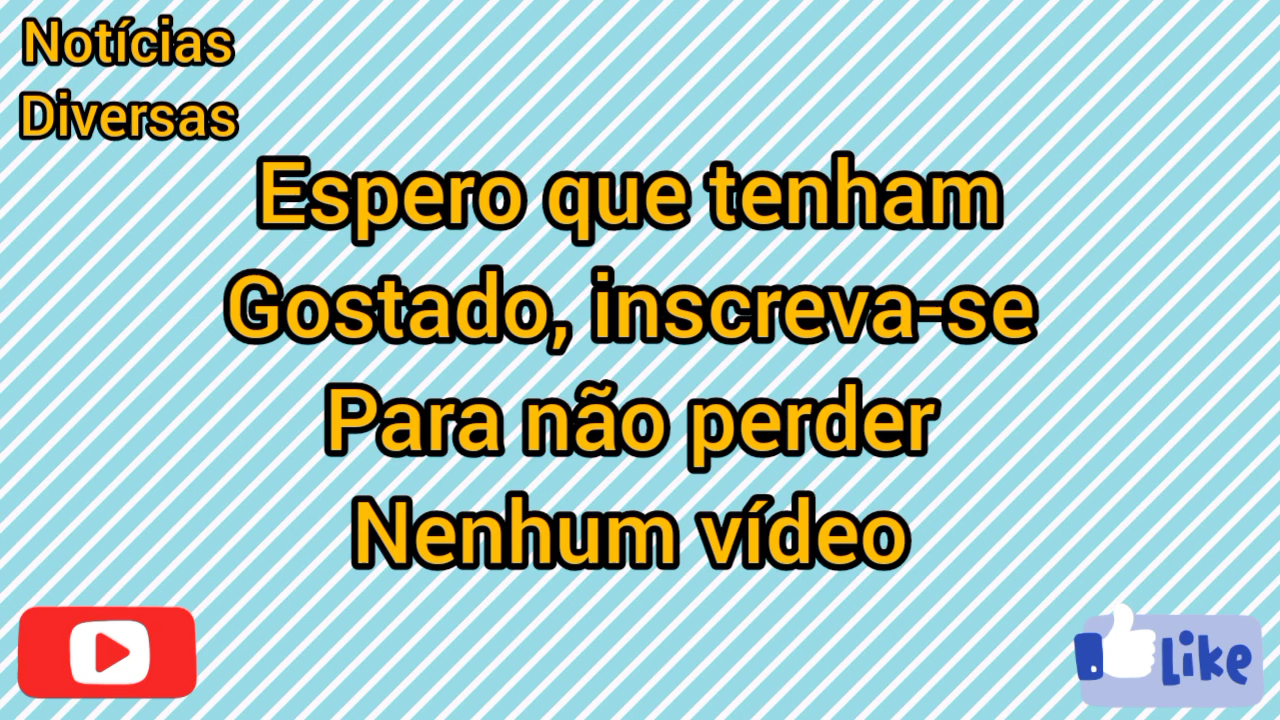 Notícias
Diversas
Espero que tenham
Gostado, inscreva-se
Para não perder
Nenhum vídeo
Like